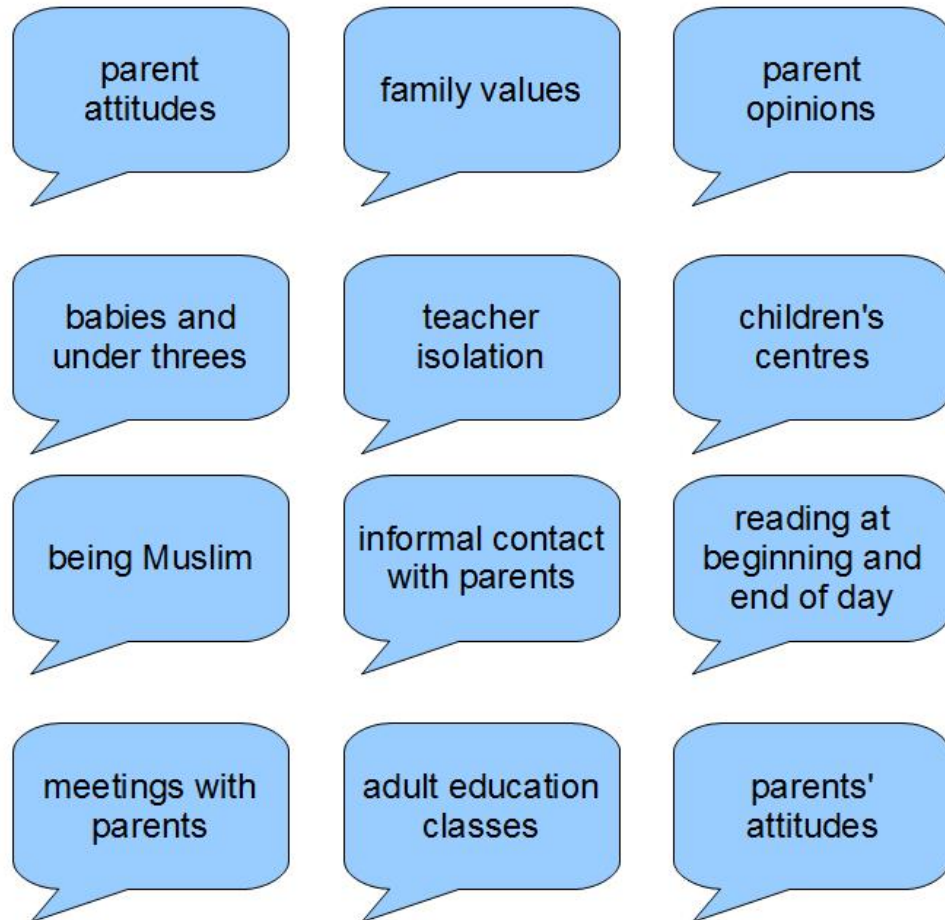 parent
attitudes
family values
parent
opinions
babies and
under threes
teacher
isolation
children's
centres
being Muslim
informal contact
with parents
reading at
beginning and
end of day
meetings with
parents
adult education
classes
parents'
attitudes